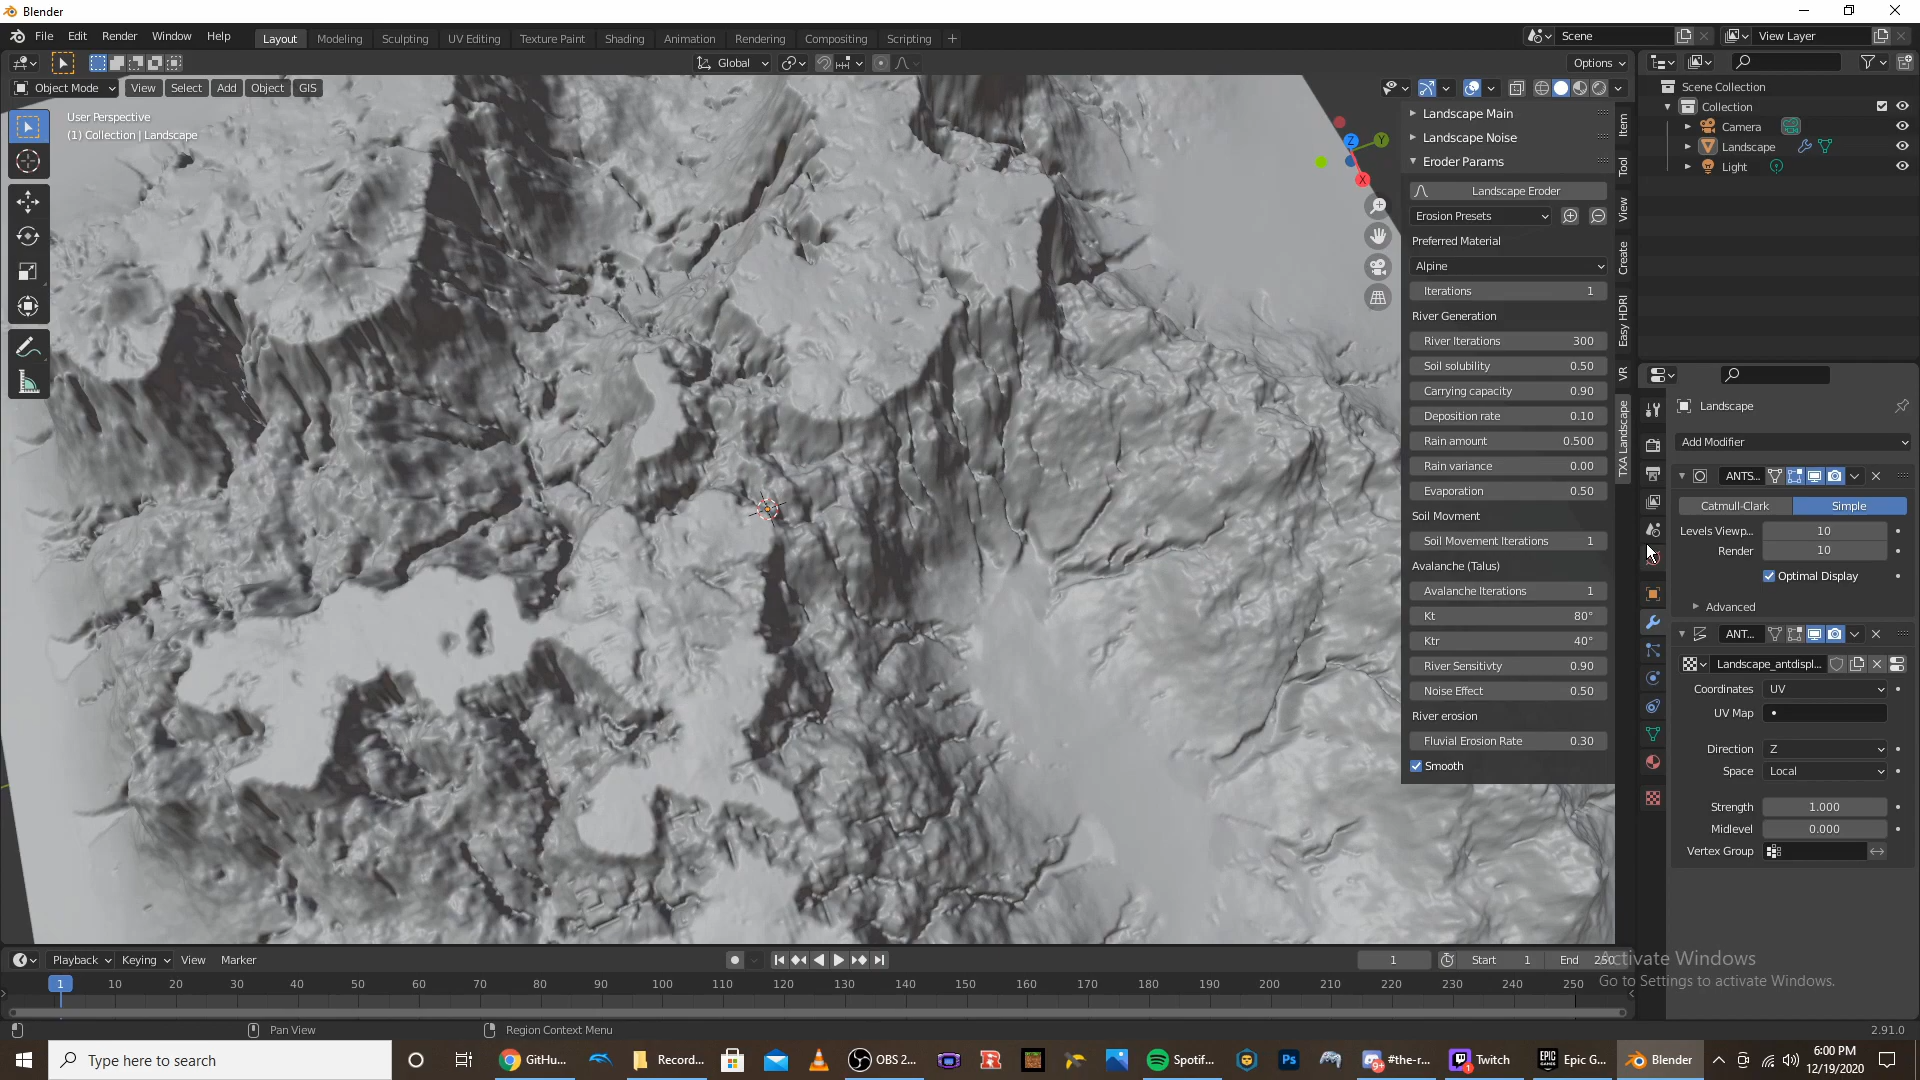 Blender
File Edit Render Window Help
Layout Modeling Sculpting UV Editing Texture Paint Shading Animation Rendering Compositing Scripting +
Scene
View Layer
Global
Options
Object Mode View Select Add Object GIS
User Perspective
(1) Collection | Landscape
Z Y X
Landscape Main
Landscape Noise
Eroder Params
Landscape Eroder
Erosion Presets
Preferred Material
Alpine
Iterations 1
River Generation
River Iterations 300
Soil solubility 0.50
Carrying capacity 0.90
Deposition rate 0.10
Rain amount 0.500
Rain variance 0.00
Evaporation 0.50
Soil Movment
Soil Movement Iterations 1
Avalanche (Talus)
Avalanche Iterations 1
Kt 80°
Ktr 40°
River Sensitivty 0.90
Noise Effect 0.50
River erosion
Fluvial Erosion Rate 0.30
Smooth
Item
Tool
View
Create
Easy HDRI
VR
TXA Landscape
Scene Collection
Collection
Camera
Landscape
Light
Landscape
Add Modifier
ANTS...
Catmull-Clark Simple
Levels Viewp... 10
Render 10
Optimal Display
Advanced
ANT...
Landscape_antdispl...
Coordinates UV
UV Map
Direction Z
Space Local
Strength 1.000
Midlevel 0.000
Vertex Group
Playback Keying View Marker
1 Start 1 End 250
1 10 20 30 40 50 60 70 80 90 100 110 120 130 140 150 160 170 180 190 200 210 220 230 240 250
Activate Windows
Go to Settings to activate Windows.
Pan View Region Context Menu 2.91.0
Type here to search
GitHu... Record... OBS 2... Ps Spotif... 9+ #the-r... 1 Twitch EPIC GAMES Epic G... Blender
6:00 PM
12/19/2020